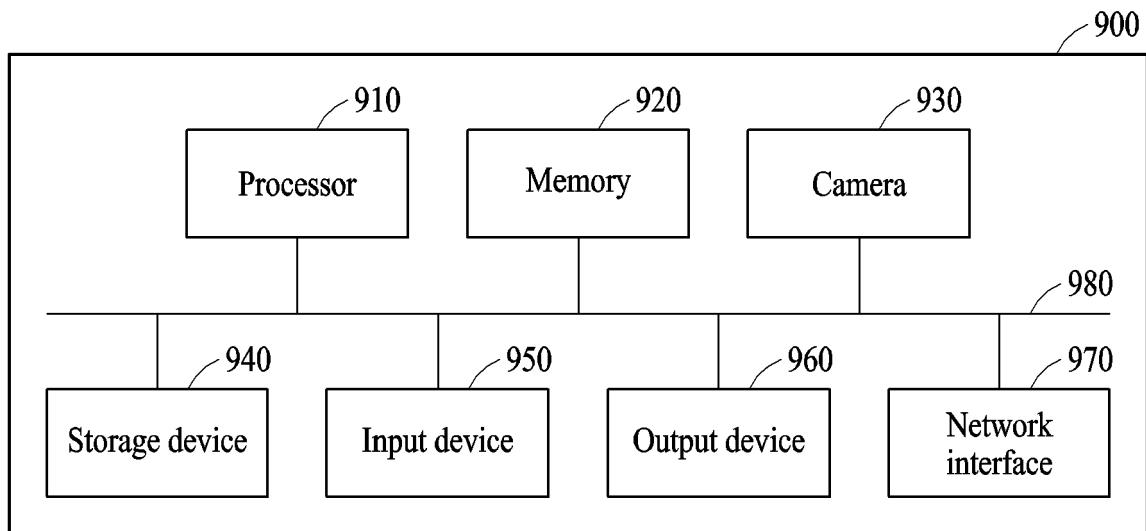 900
910
920
930
Processor
Memory
Camera
980
940
950
960
970
Storage device
Input device
Output device
Network
interface